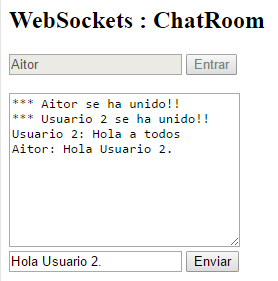 WebSockets : ChatRoom
Aitor Entrar
*** Aitor se ha unido!!
*** Usuario 2 se ha unido!!
Usuario 2: Hola a todos
Aitor: Hola Usuario 2.
Hola Usuario 2. Enviar